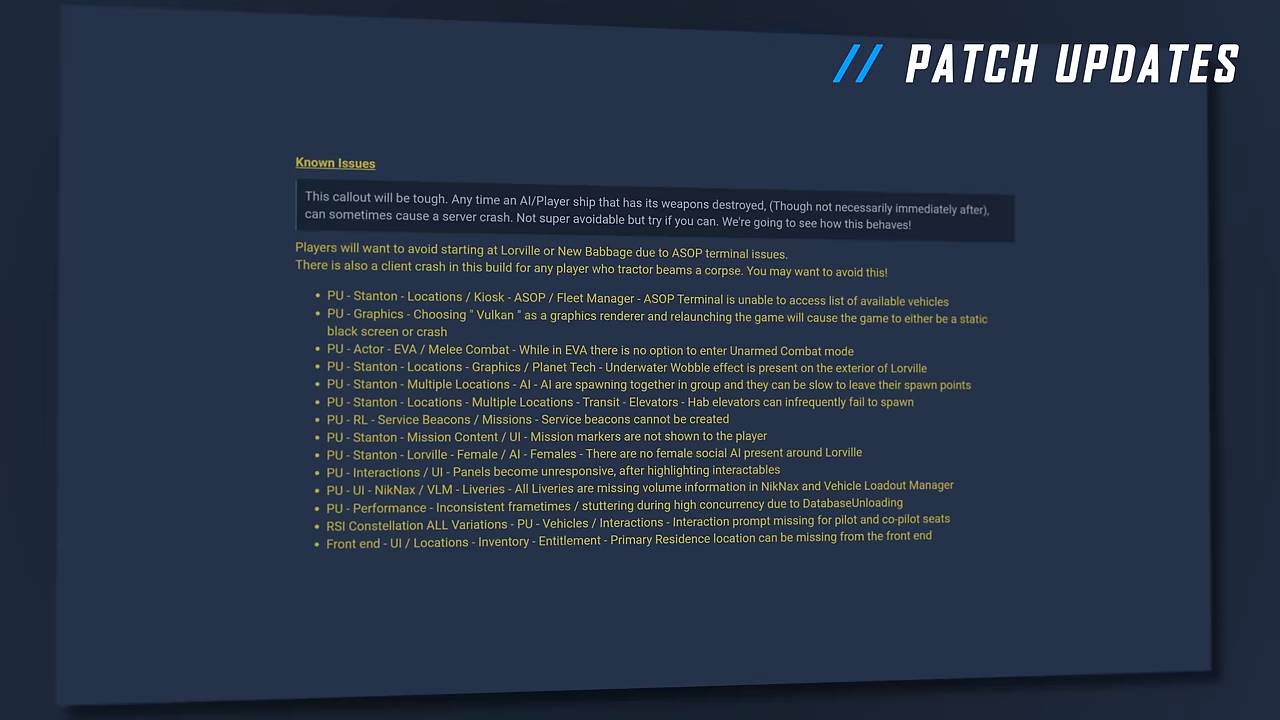 // PATCH UPDATES
Known Issues
This callout will be tough. Any time an AI/Player ship that has its weapons destroyed, (Though not necessarily immediately after),
can sometimes cause a server crash. Not super avoidable but try if you can. We're going to see how this behaves!
Players will want to avoid starting at Lorville or New Babbage due to ASOP terminal issues.
There is also a client crash in this build for any player who tractor beams a corpse. You may want to avoid this!
• PU - Stanton - Locations / Kiosk - ASOP / Fleet Manager - ASOP Terminal is unable to access list of available vehicles
• PU - Graphics - Choosing " Vulkan " as a graphics renderer and relaunching the game will cause the game to either be a static
black screen or crash
• PU - Actor - EVA / Melee Combat - While in EVA there is no option to enter Unarmed Combat mode
• PU - Stanton - Locations - Graphics / Planet Tech - Underwater Wobble effect is present on the exterior of Lorville
• PU - Stanton - Multiple Locations - AI - AI are spawning together in group and they can be slow to leave their spawn points
• PU - Stanton - Locations - Multiple Locations - Transit - Elevators - Hab elevators can infrequently fail to spawn
• PU - RL - Service Beacons / Missions - Service beacons cannot be created
• PU - Stanton - Mission Content / UI - Mission markers are not shown to the player
• PU - Stanton - Lorville - Female / AI - Females - There are no female social AI present around Lorville
• PU - Interactions / UI - Panels become unresponsive, after highlighting interactables
• PU - UI - NikNax / VLM - Liveries - All Liveries are missing volume information in NikNax and Vehicle Loadout Manager
• PU - Performance - Inconsistent frametimes / stuttering during high concurrency due to DatabaseUnloading
• RSI Constellation ALL Variations - PU - Vehicles / Interactions - Interaction prompt missing for pilot and co-pilot seats
• Front end - UI / Locations - Inventory - Entitlement - Primary Residence location can be missing from the front end